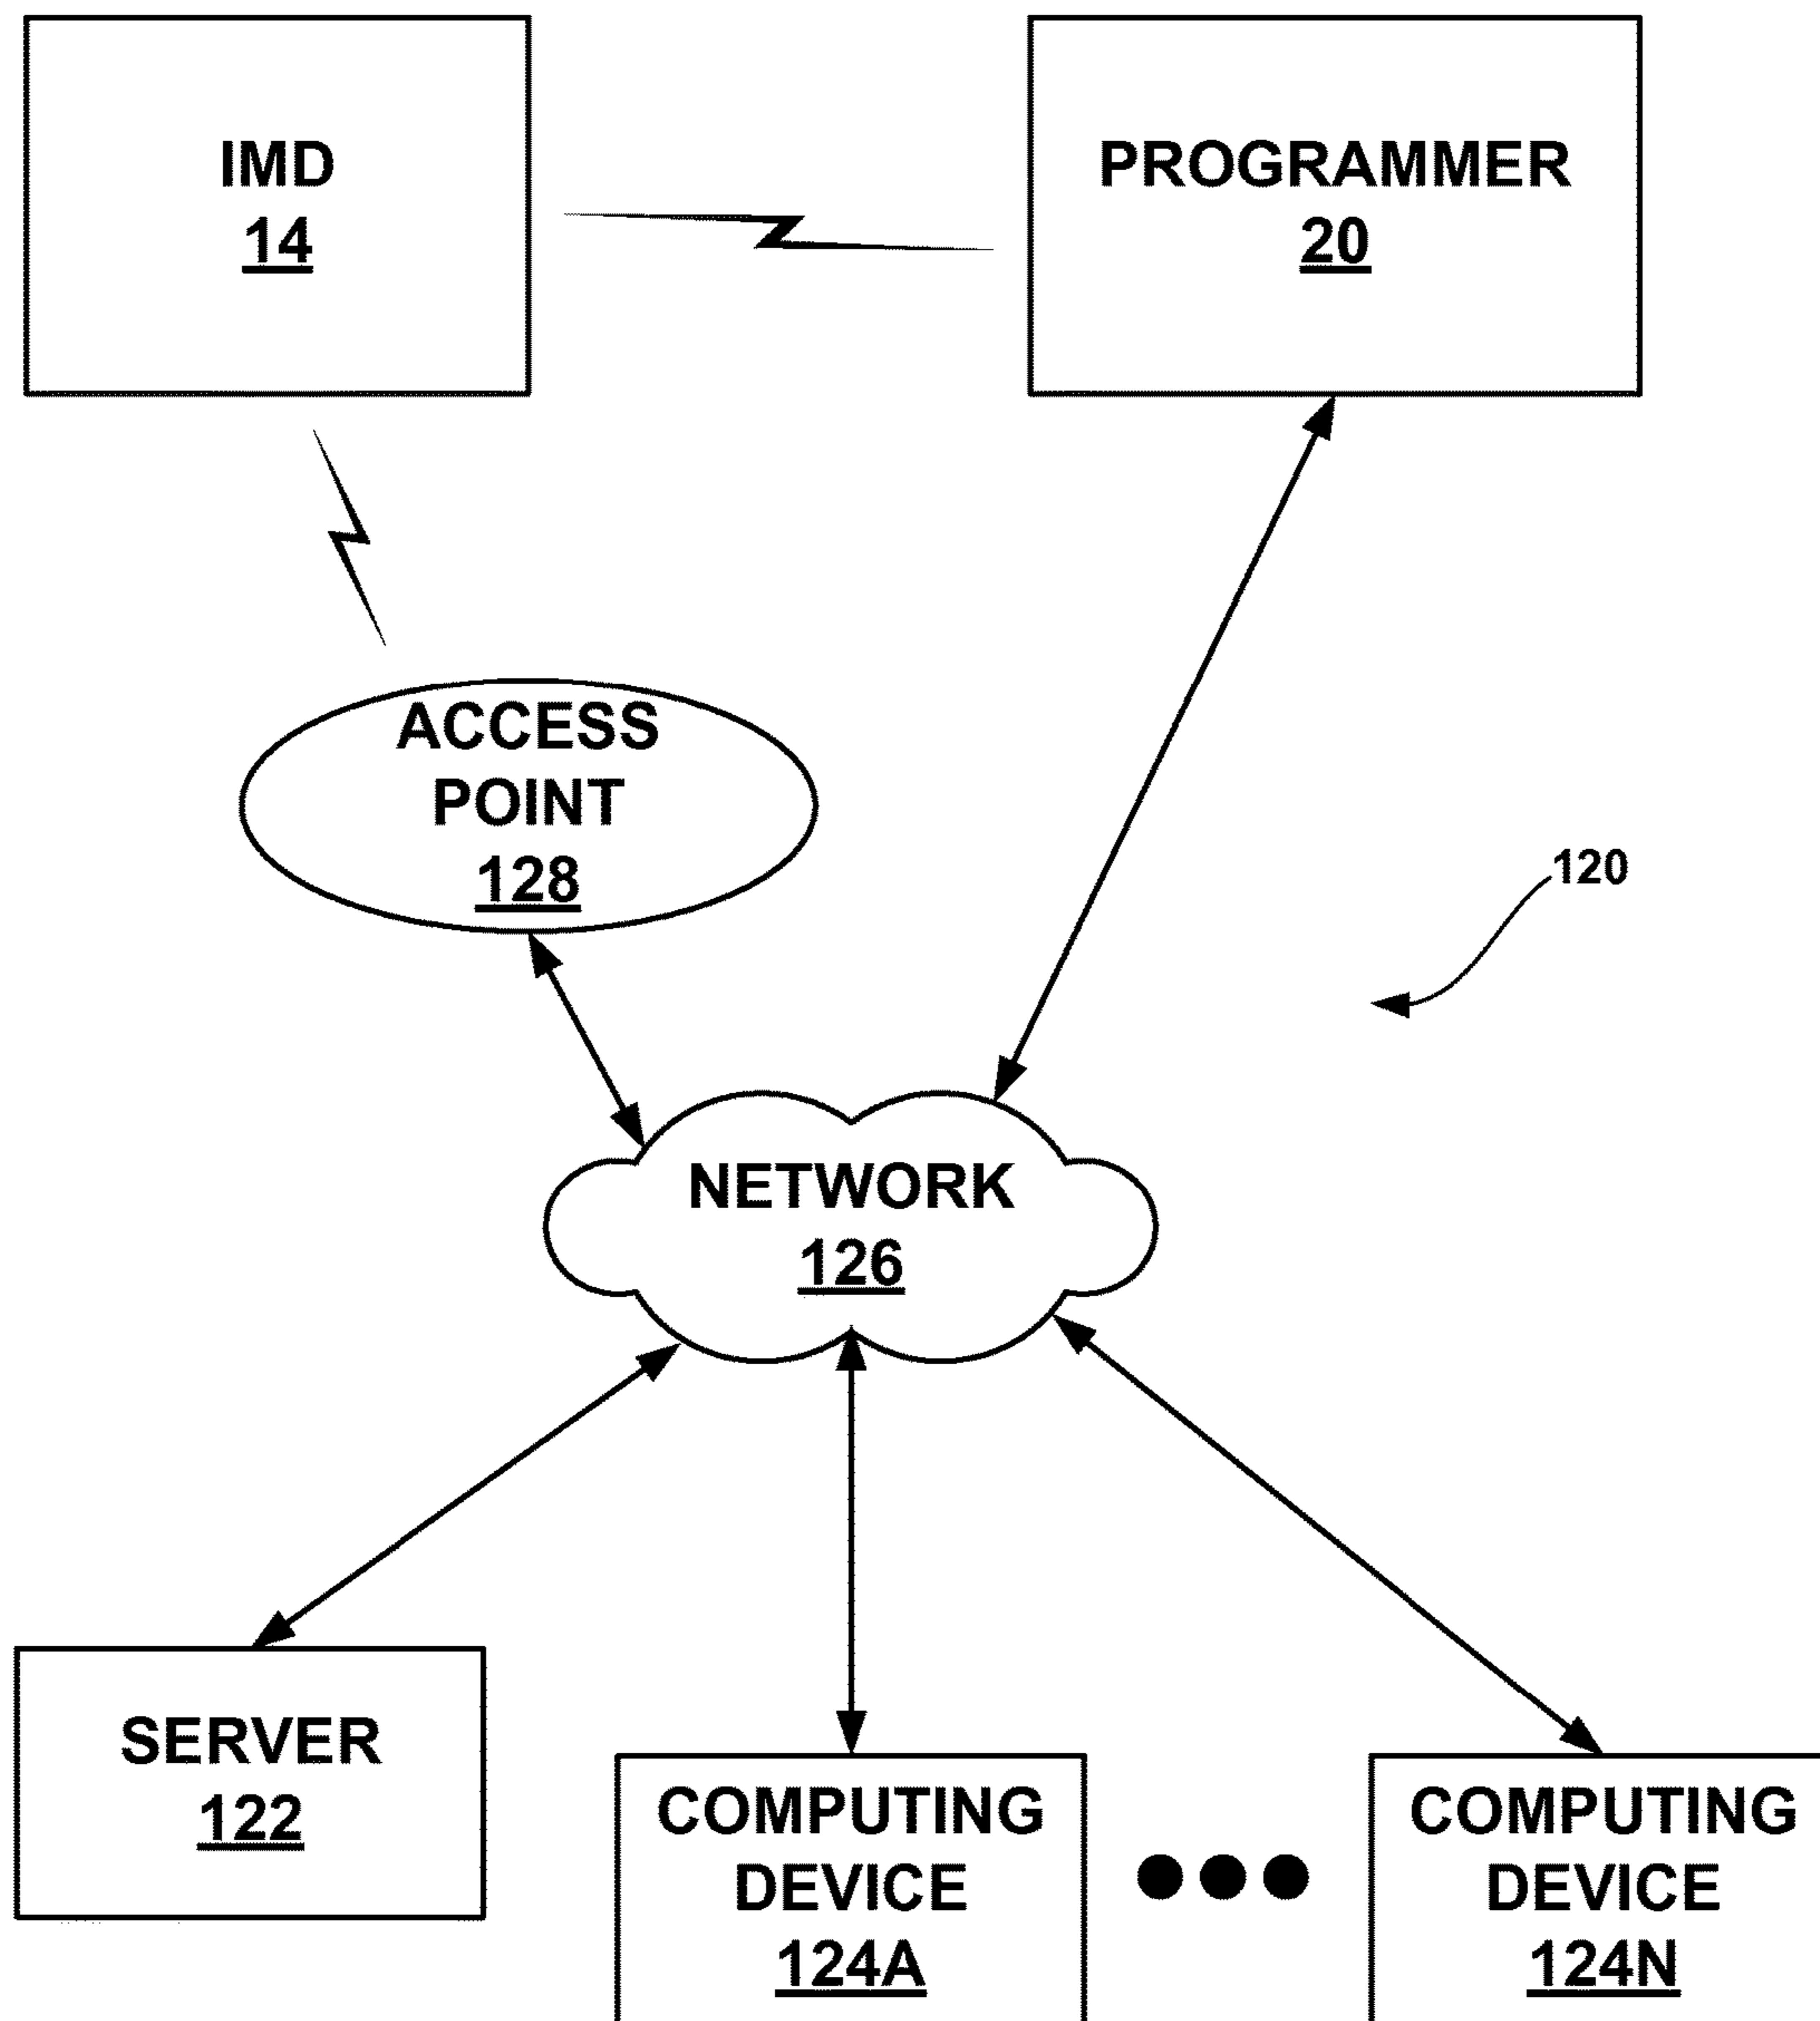 IMD
14
PROGRAMMER
20
ACCESS
POINT
128
120
NETWORK
126
SERVER
122
COMPUTING
DEVICE
124A
COMPUTING
DEVICE
124N